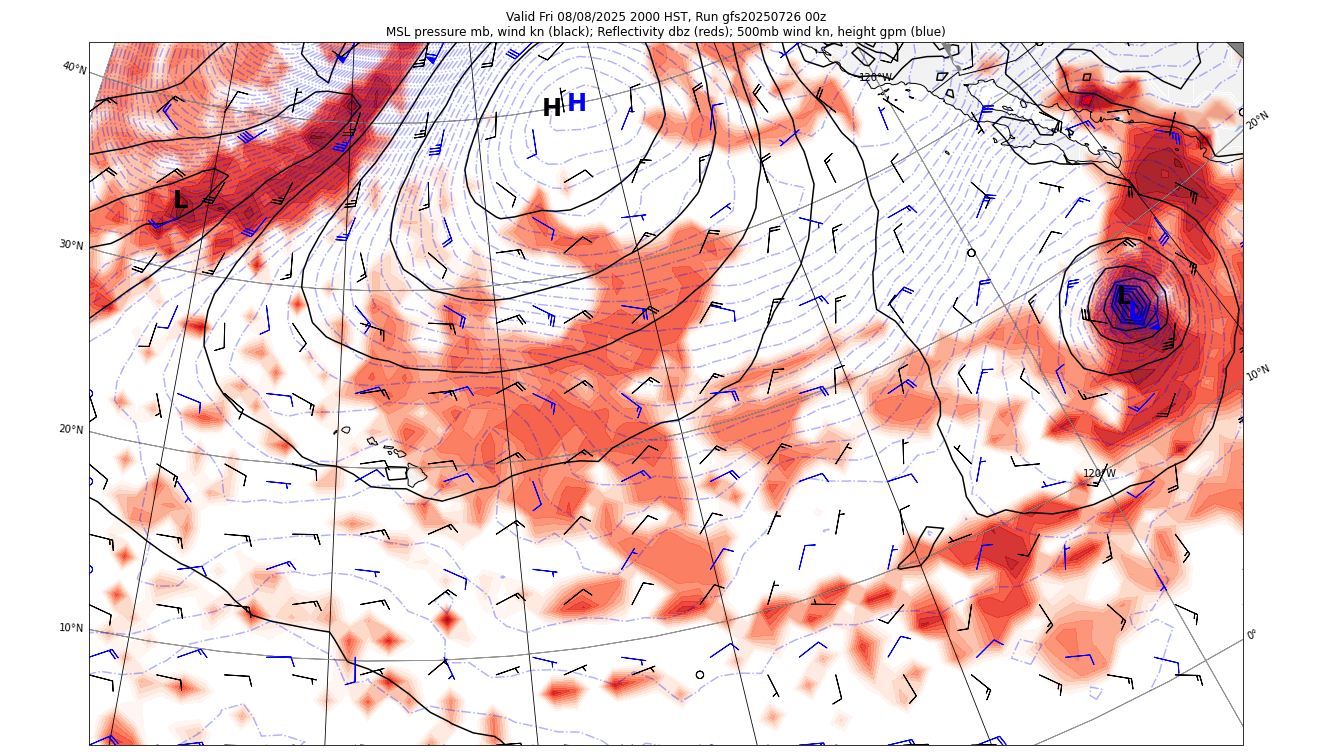 Valid Fri 08/08/2025 2000 HST, Run gfs20250726 00z
MSL pressure mb, wind kn (black); Reflectivity dbz (reds); 500mb wind kn, height gpm (blue)
40°N
120°W
H
H
20°N
L
30°N
L
L
10°N
20°N
120°W
10°N
0°